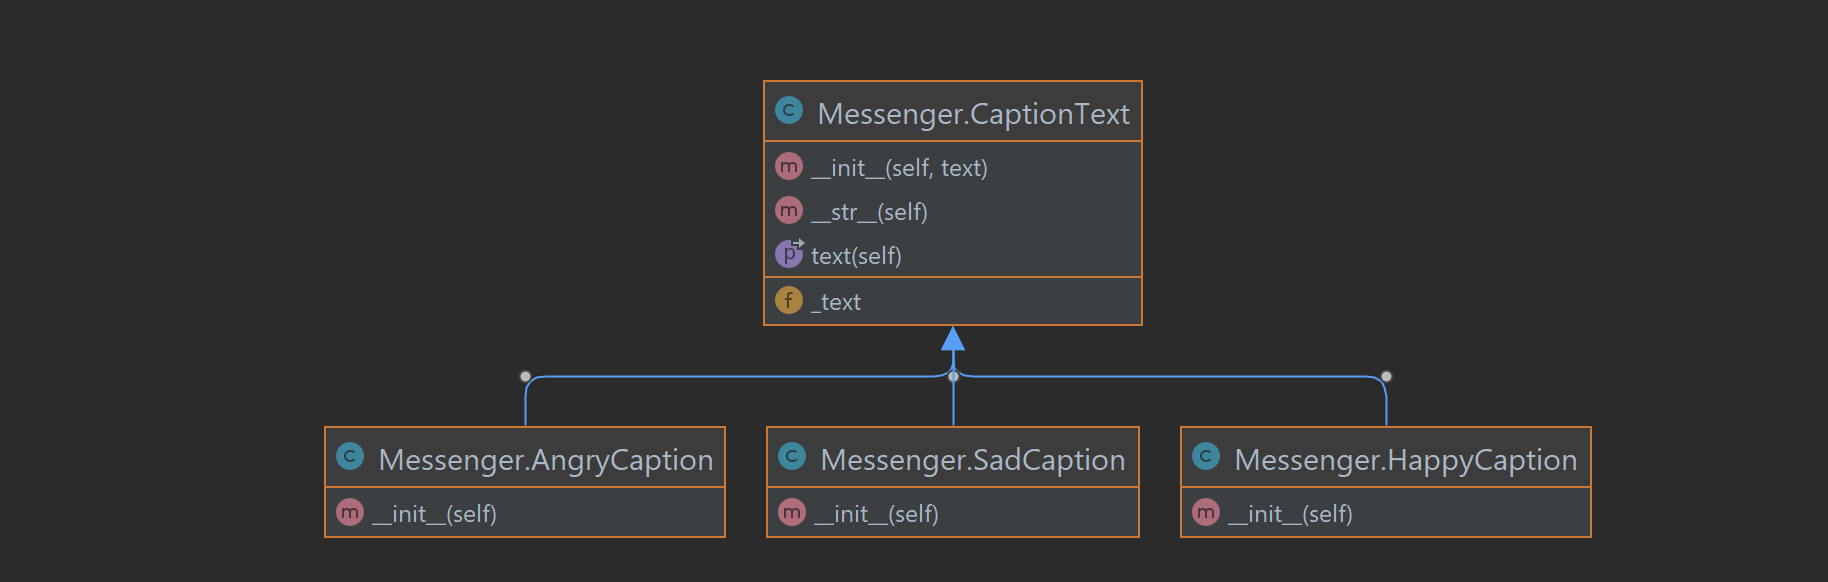 C Messenger.CaptionText
m __init__(self, text)
m __str__(self)
p text(self)
f _text
C Messenger.AngryCaption
m __init__(self)
C Messenger.SadCaption
m __init__(self)
C Messenger.HappyCaption
m __init__(self)